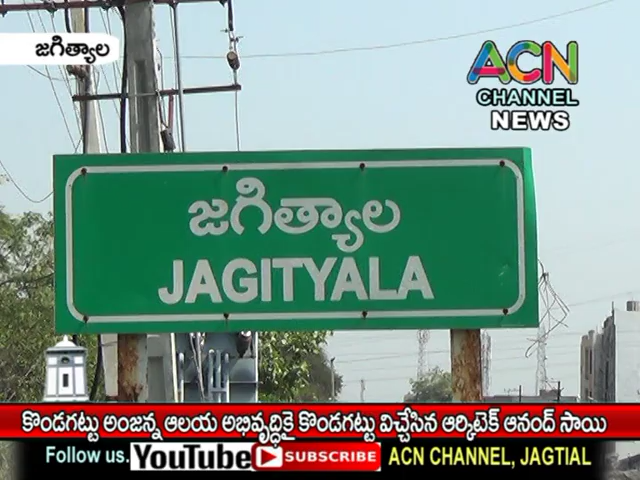 జగిత్యాల
ACN
CHANNEL
NEWS
జగిత్యాల
JAGITYALA
కొండగట్టు అంజన్న ఆలయ అభివృద్ధికై కొండగట్టు విచ్చేసిన ఆర్కిటెక్ ఆనంద్ సాయి
Follow us. YouTube SUBSCRIBE ACN CHANNEL, JAGTIAL